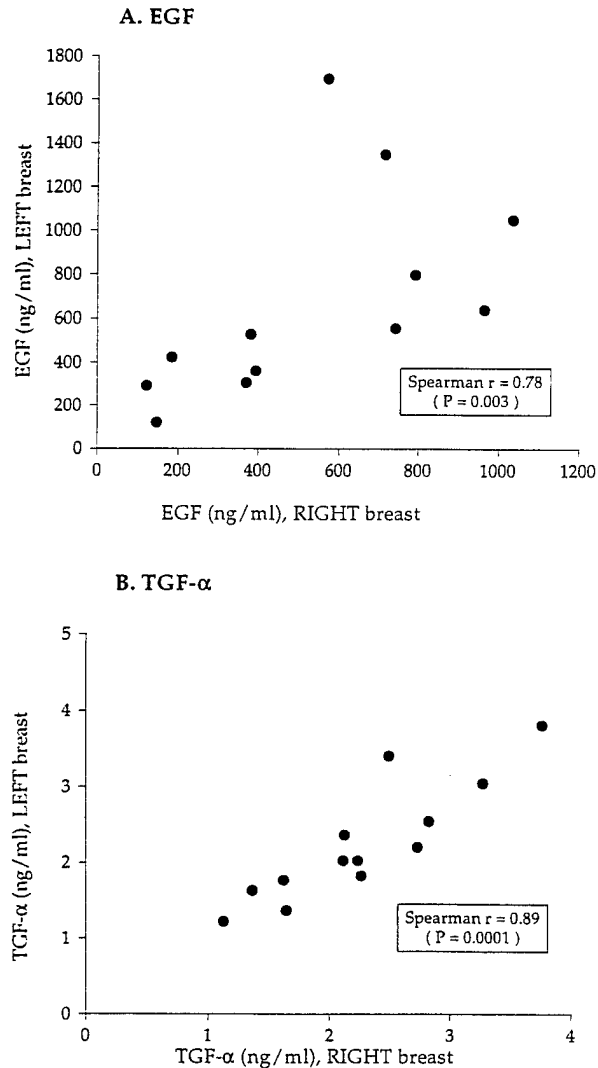 A. EGF
1800
1600
1400
1200
1000
800
600
400
200
0
EGF (ng/ml), LEFT breast
Spearman r = 0.78
( P = 0.003 )
0 200 400 600 800 1000 1200
EGF (ng/ml), RIGHT breast
B. TGF-α
5
4
3
2
1
0
TGF-α (ng/ml), LEFT breast
Spearman r = 0.89
( P = 0.0001 )
0 1 2 3 4
TGF-α (ng/ml), RIGHT breast